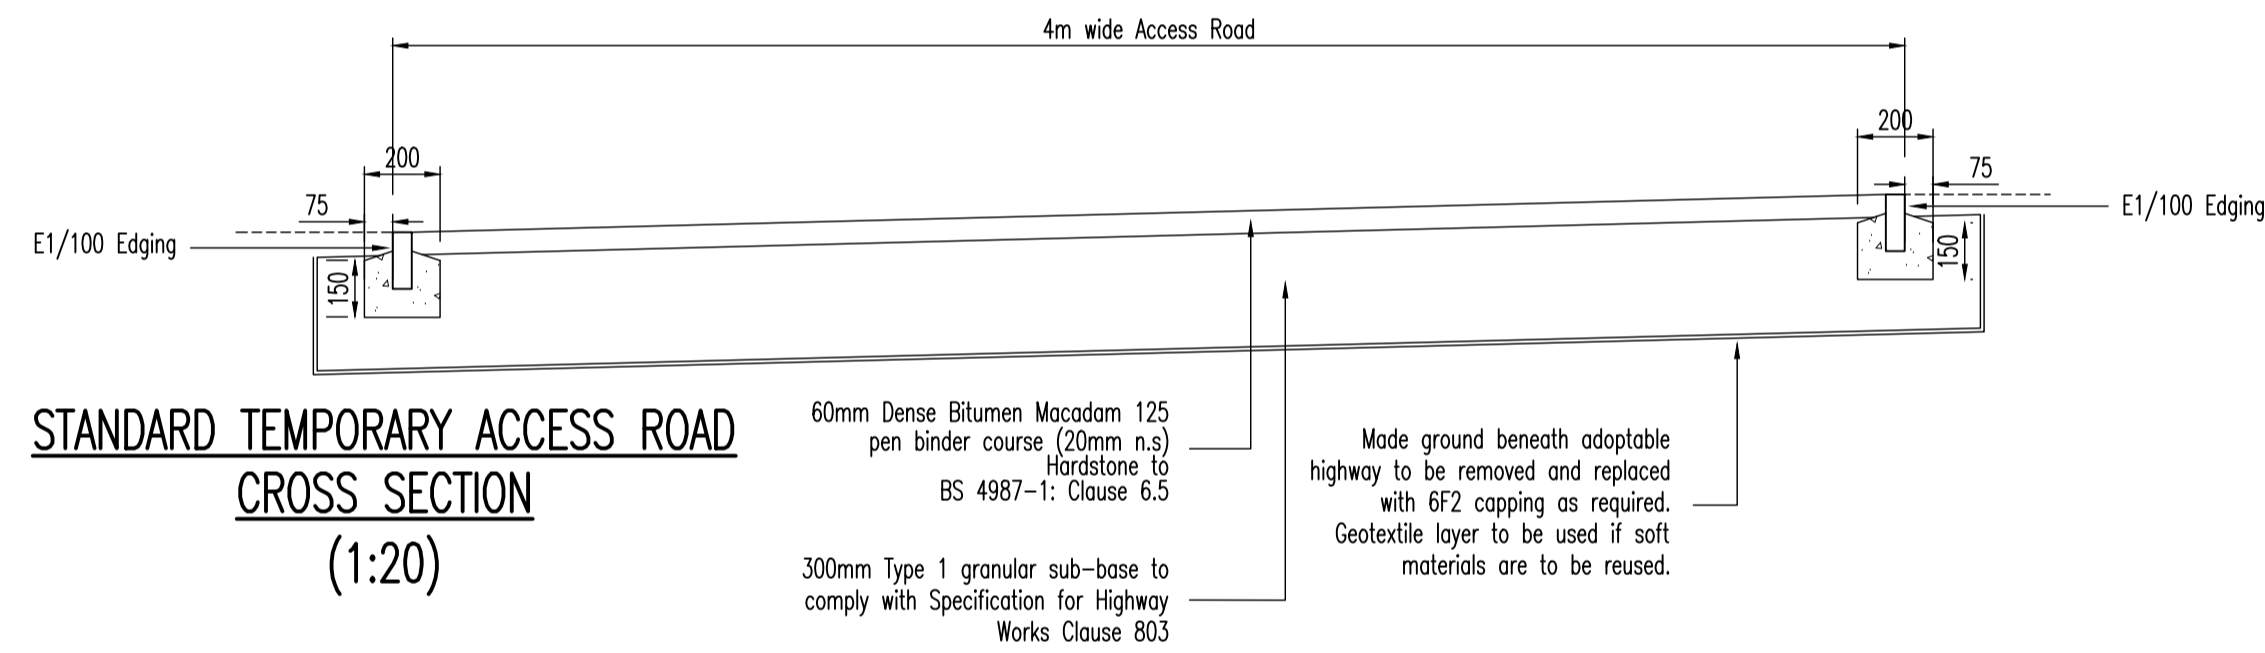 4m wide Access Road
200
200
75
75
E1/100 Edging
E1/100 Edging
150
150
STANDARD TEMPORARY ACCESS ROAD
CROSS SECTION
(1:20)
60mm Dense Bitumen Macadam 125
pen binder course (20mm n.s)
Hardstone to
BS 4987-1: Clause 6.5
300mm Type 1 granular sub-base to
comply with Specification for Highway
Works Clause 803
Made ground beneath adoptable
highway to be removed and replaced
with 6F2 capping as required.
Geotextile layer to be used if soft
materials are to be reused.